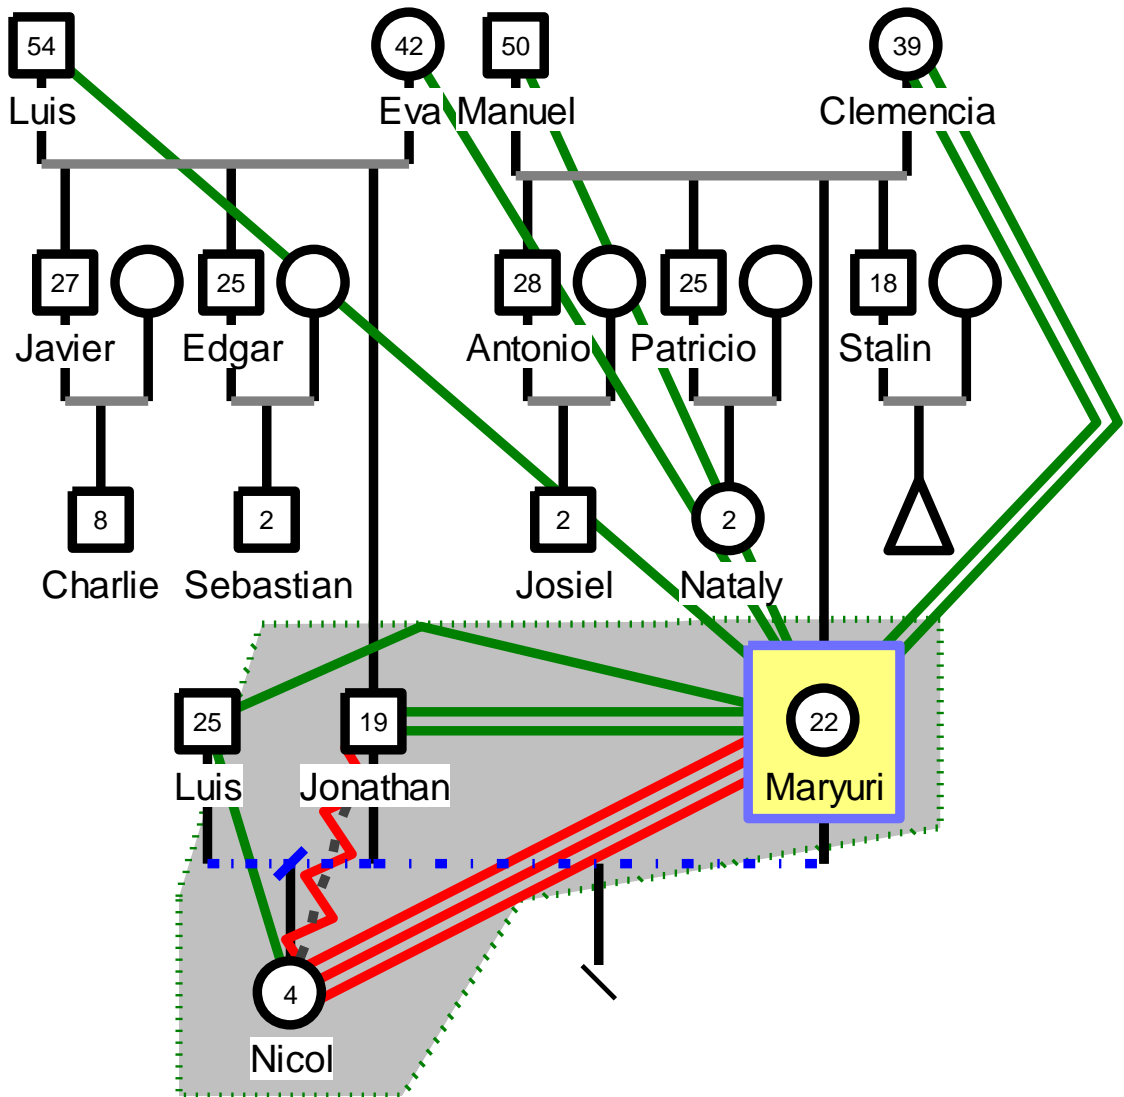 54 42 50 39
Luis Eva Manuel Clemencia
27 25 28 25 18
Javier Edgar Antonio Patricio Stalin
8 2 2 2
Charlie Sebastian Josiel Nataly
25 19 22
Luis Jonathan Maryuri
4
Nicol